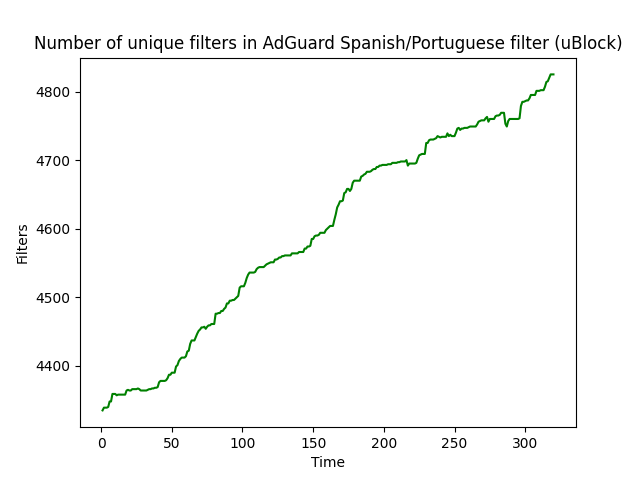 Number of unique filters in AdGuard Spanish/Portuguese filter (uBlock)
4800
4700
4600
4500
4400
Filters
0 50 100 150 200 250 300
Time